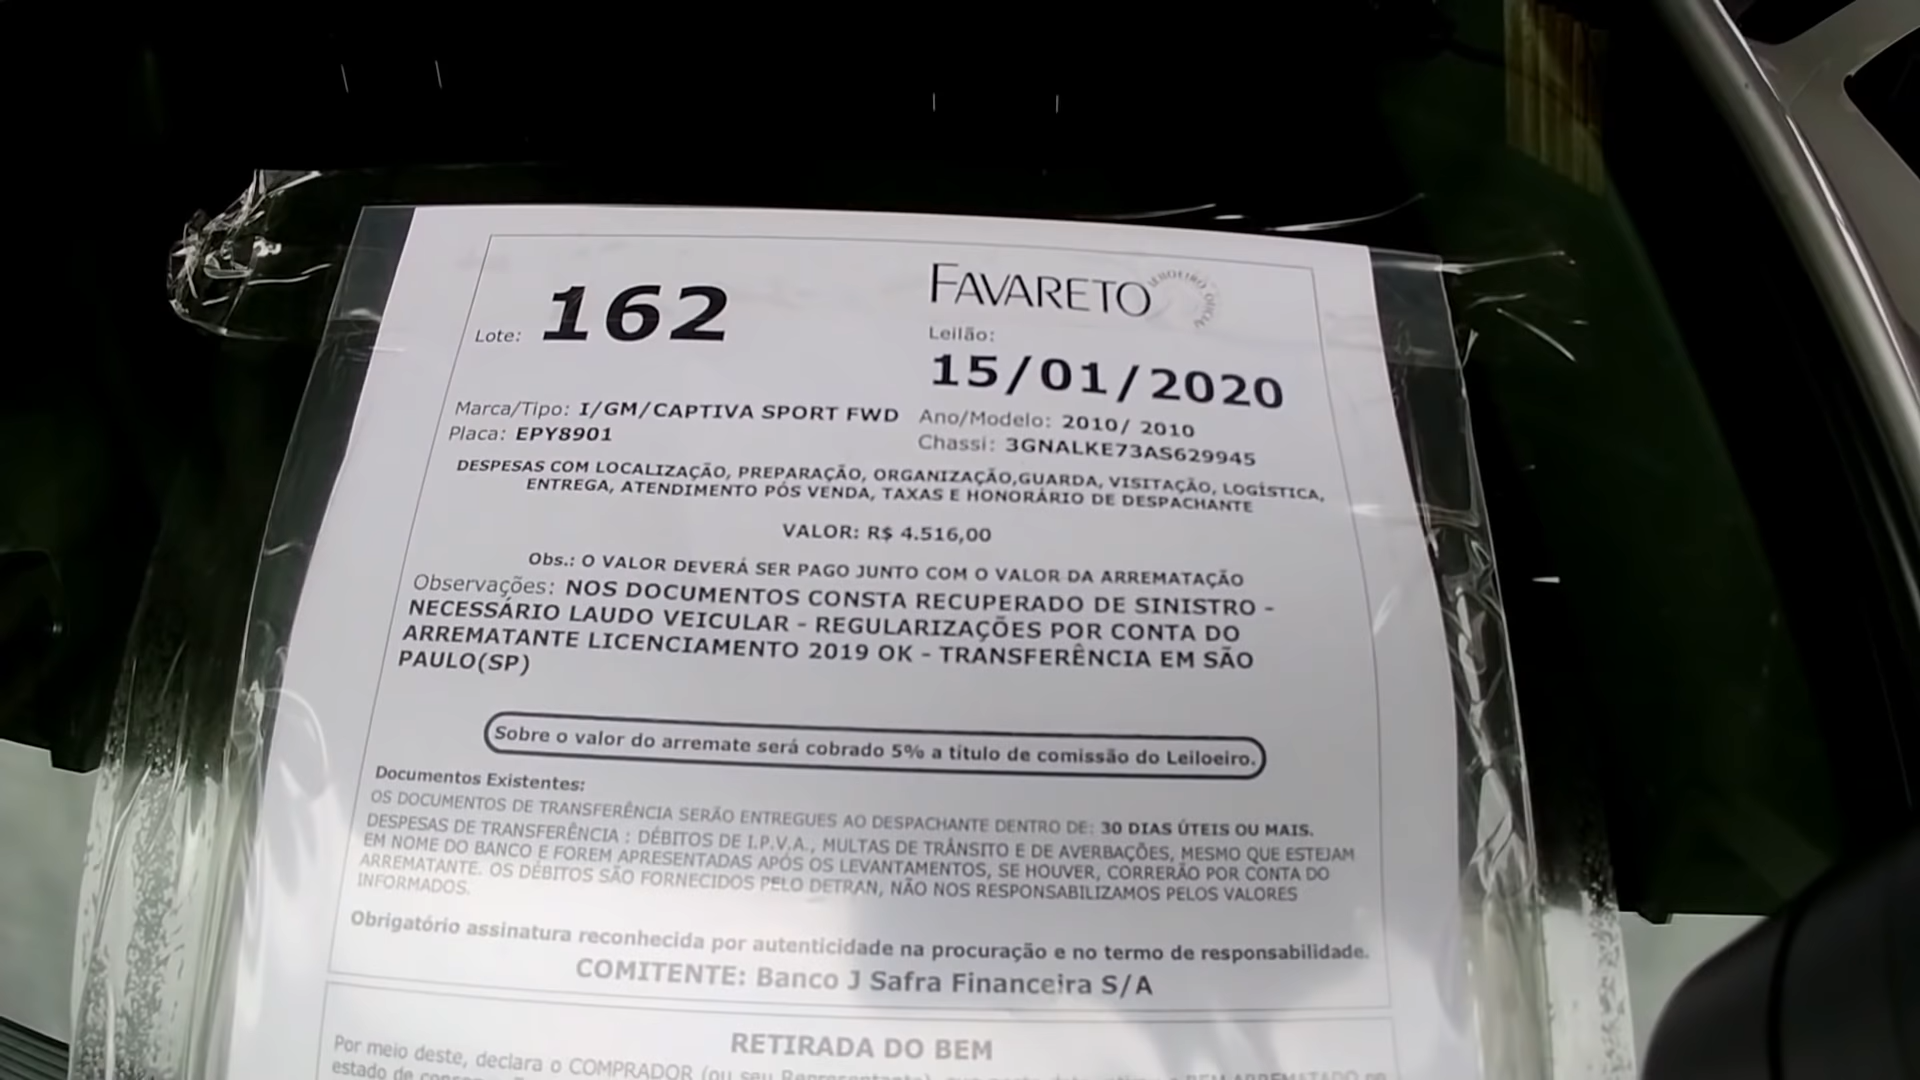 FAVARETO
LEILOEIRO OFICIAL
Lote: 162
Leilão:
15/01/2020
Marca/Tipo: I/GM/CAPTIVA SPORT FWD
Ano/Modelo: 2010/ 2010
Placa: EPY8901
Chassi: 3GNALKE73AS629945
DESPESAS COM LOCALIZAÇÃO, PREPARAÇÃO, ORGANIZAÇÃO,GUARDA, VISITAÇÃO, LOGÍSTICA,
ENTREGA, ATENDIMENTO PÓS VENDA, TAXAS E HONORÁRIO DE DESPACHANTE
VALOR: R$ 4.516,00
Obs.: O VALOR DEVERÁ SER PAGO JUNTO COM O VALOR DA ARREMATAÇÃO
Observações: NOS DOCUMENTOS CONSTA RECUPERADO DE SINISTRO -
NECESSÁRIO LAUDO VEICULAR - REGULARIZAÇÕES POR CONTA DO
ARREMATANTE LICENCIAMENTO 2019 OK - TRANSFERÊNCIA EM SÃO
PAULO(SP)
Sobre o valor do arremate será cobrado 5% a título de comissão do Leiloeiro.
Documentos Existentes:
OS DOCUMENTOS DE TRANSFERÊNCIA SERÃO ENTREGUES AO DESPACHANTE DENTRO DE: 30 DIAS ÚTEIS OU MAIS.
DESPESAS DE TRANSFERÊNCIA : DÉBITOS DE I.P.V.A., MULTAS DE TRÂNSITO E DE AVERBAÇÕES, MESMO QUE ESTEJAM
EM NOME DO BANCO E FOREM APRESENTADAS APÓS OS LEVANTAMENTOS, SE HOUVER, CORRERÃO POR CONTA DO
ARREMATANTE. OS DÉBITOS SÃO FORNECIDOS PELO DETRAN, NÃO NOS RESPONSABILIZAMOS PELOS VALORES
INFORMADOS.
Obrigatório assinatura reconhecida por autenticidade na procuração e no termo de responsabilidade.
COMITENTE: Banco J Safra Financeira S/A
RETIRADA DO BEM
Por meio deste, declara o COMPRADOR (ou seu Representante), que
estado de